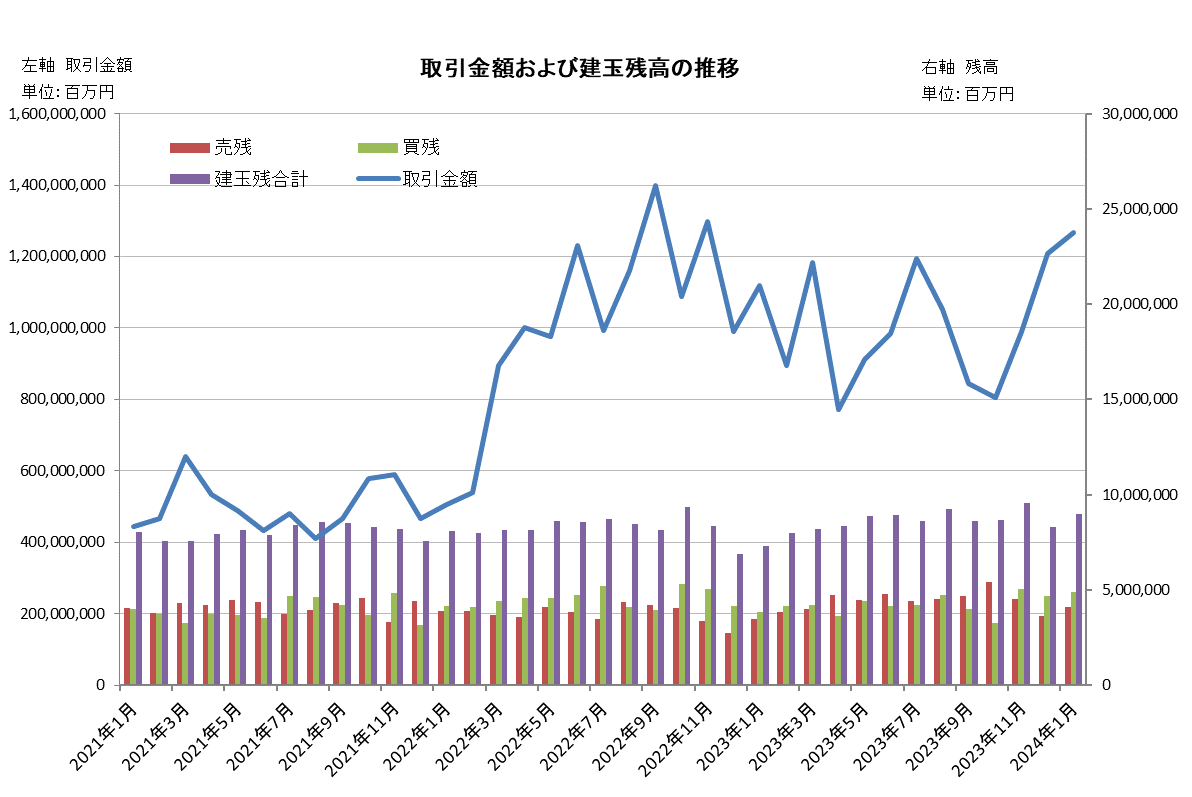 取引金額および建玉残高の推移
左軸 取引金額
単位：百万円
右軸 残高
単位：百万円
売残
買残
建玉残合計
取引金額
1,600,000,000
1,400,000,000
1,200,000,000
1,000,000,000
800,000,000
600,000,000
400,000,000
200,000,000
0
30,000,000
25,000,000
20,000,000
15,000,000
10,000,000
5,000,000
0
2021年1月
2021年3月
2021年5月
2021年7月
2021年9月
2021年11月
2022年1月
2022年3月
2022年5月
2022年7月
2022年9月
2022年11月
2023年1月
2023年3月
2023年5月
2023年7月
2023年9月
2023年11月
2024年1月